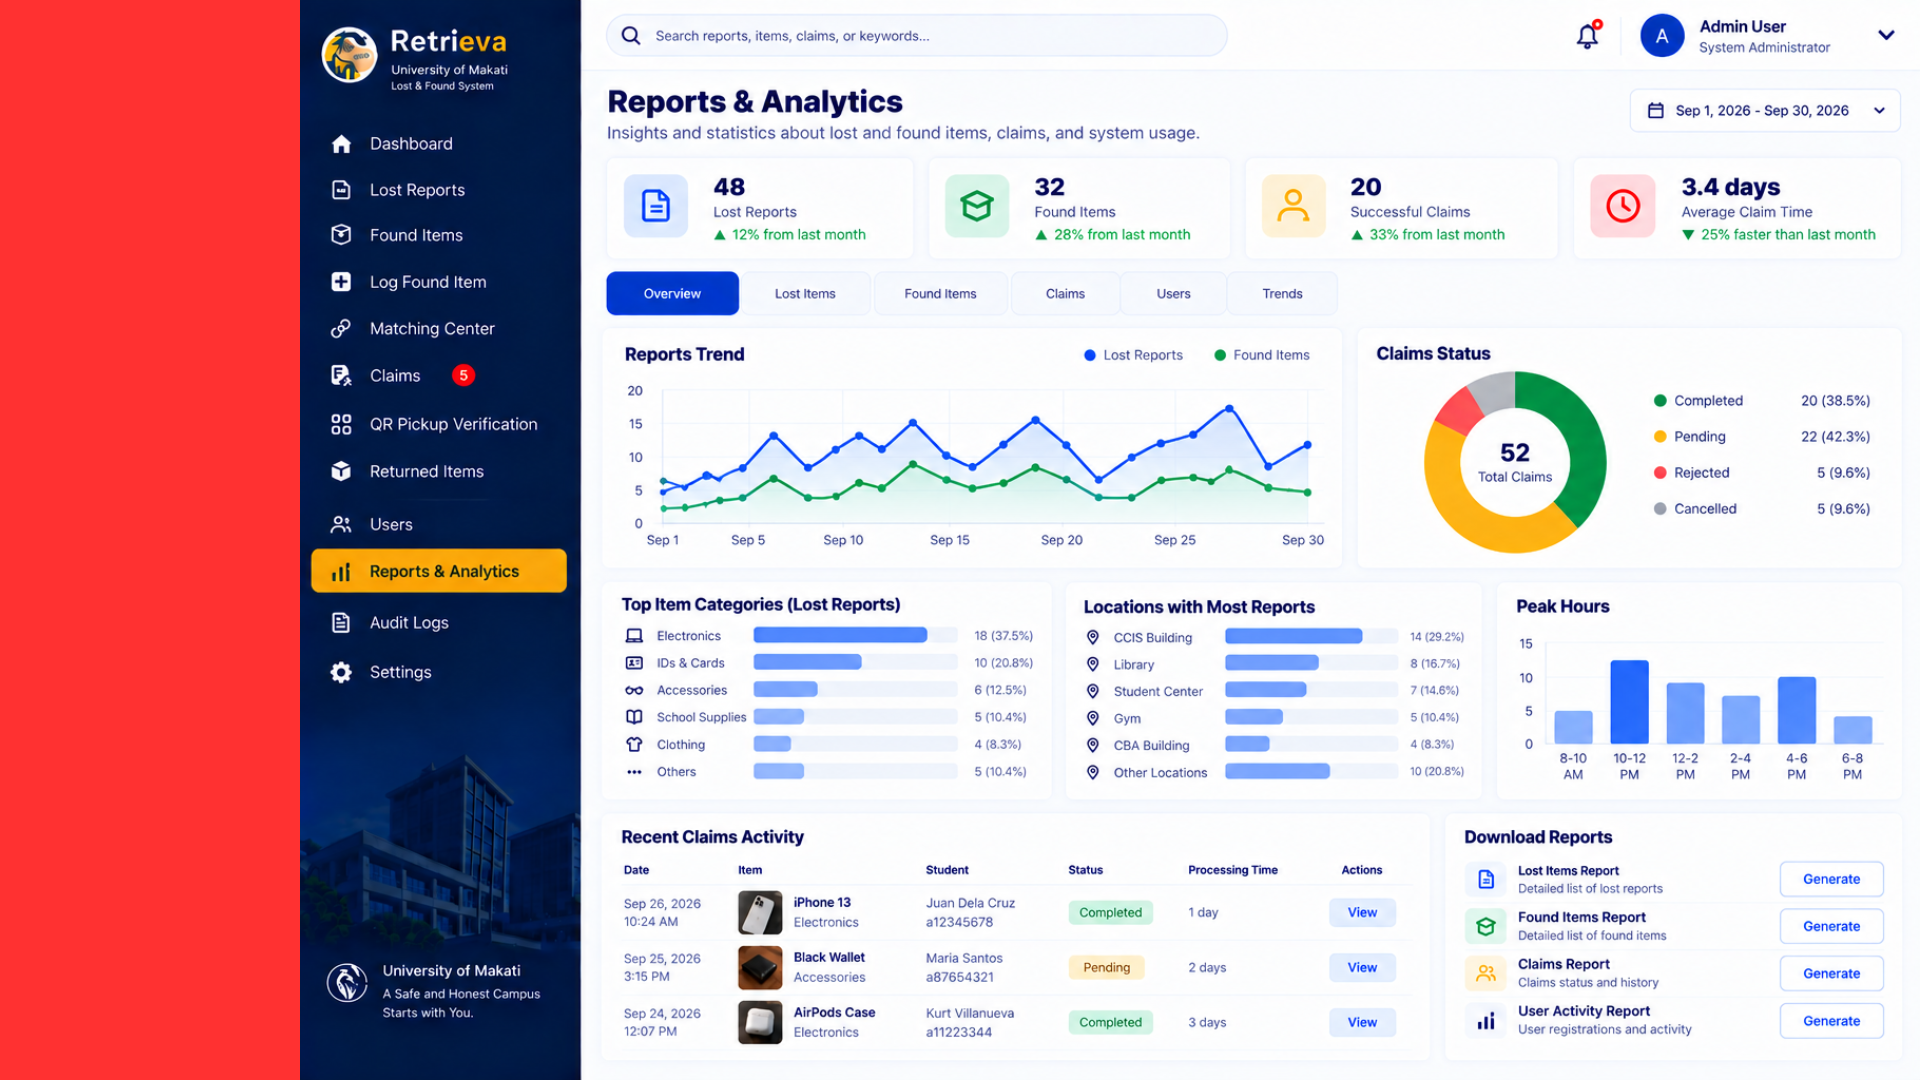 Retrieva
University of Makati
Lost & Found System
Dashboard
Lost Reports
Found Items
Log Found Item
Matching Center
Claims 5
QR Pickup Verification
Returned Items
Users
Reports & Analytics
Audit Logs
Settings
University of Makati
A Safe and Honest Campus
Starts with You.
Search reports, items, claims, or keywords...
A
Admin User
System Administrator
Reports & Analytics
Insights and statistics about lost and found items, claims, and system usage.
Sep 1, 2026 - Sep 30, 2026
48
Lost Reports
▲ 12% from last month
32
Found Items
▲ 28% from last month
20
Successful Claims
▲ 33% from last month
3.4 days
Average Claim Time
▼ 25% faster than last month
Overview Lost Items Found Items Claims Users Trends
Reports Trend
Lost Reports Found Items
20
15
10
5
0
Sep 1 Sep 5 Sep 10 Sep 15 Sep 20 Sep 25 Sep 30
Claims Status
52
Total Claims
Completed 20 (38.5%)
Pending 22 (42.3%)
Rejected 5 (9.6%)
Cancelled 5 (9.6%)
Top Item Categories (Lost Reports)
Electronics 18 (37.5%)
IDs & Cards 10 (20.8%)
Accessories 6 (12.5%)
School Supplies 5 (10.4%)
Clothing 4 (8.3%)
Others 5 (10.4%)
Locations with Most Reports
CCIS Building 14 (29.2%)
Library 8 (16.7%)
Student Center 7 (14.6%)
Gym 5 (10.4%)
CBA Building 4 (8.3%)
Other Locations 10 (20.8%)
Peak Hours
15
10
5
0
8-10 10-12 12-2 2-4 4-6 6-8
AM PM PM PM PM PM
Recent Claims Activity
Date Item Student Status Processing Time Actions
Sep 26, 2026 iPhone 13 Juan Dela Cruz Completed 1 day View
10:24 AM Electronics a12345678
Sep 25, 2026 Black Wallet Maria Santos Pending 2 days View
3:15 PM Accessories a87654321
Sep 24, 2026 AirPods Case Kurt Villanueva Completed 3 days View
12:07 PM Electronics a11223344
Download Reports
Lost Items Report Generate
Detailed list of lost reports
Found Items Report Generate
Detailed list of found items
Claims Report Generate
Claims status and history
User Activity Report Generate
User registrations and activity